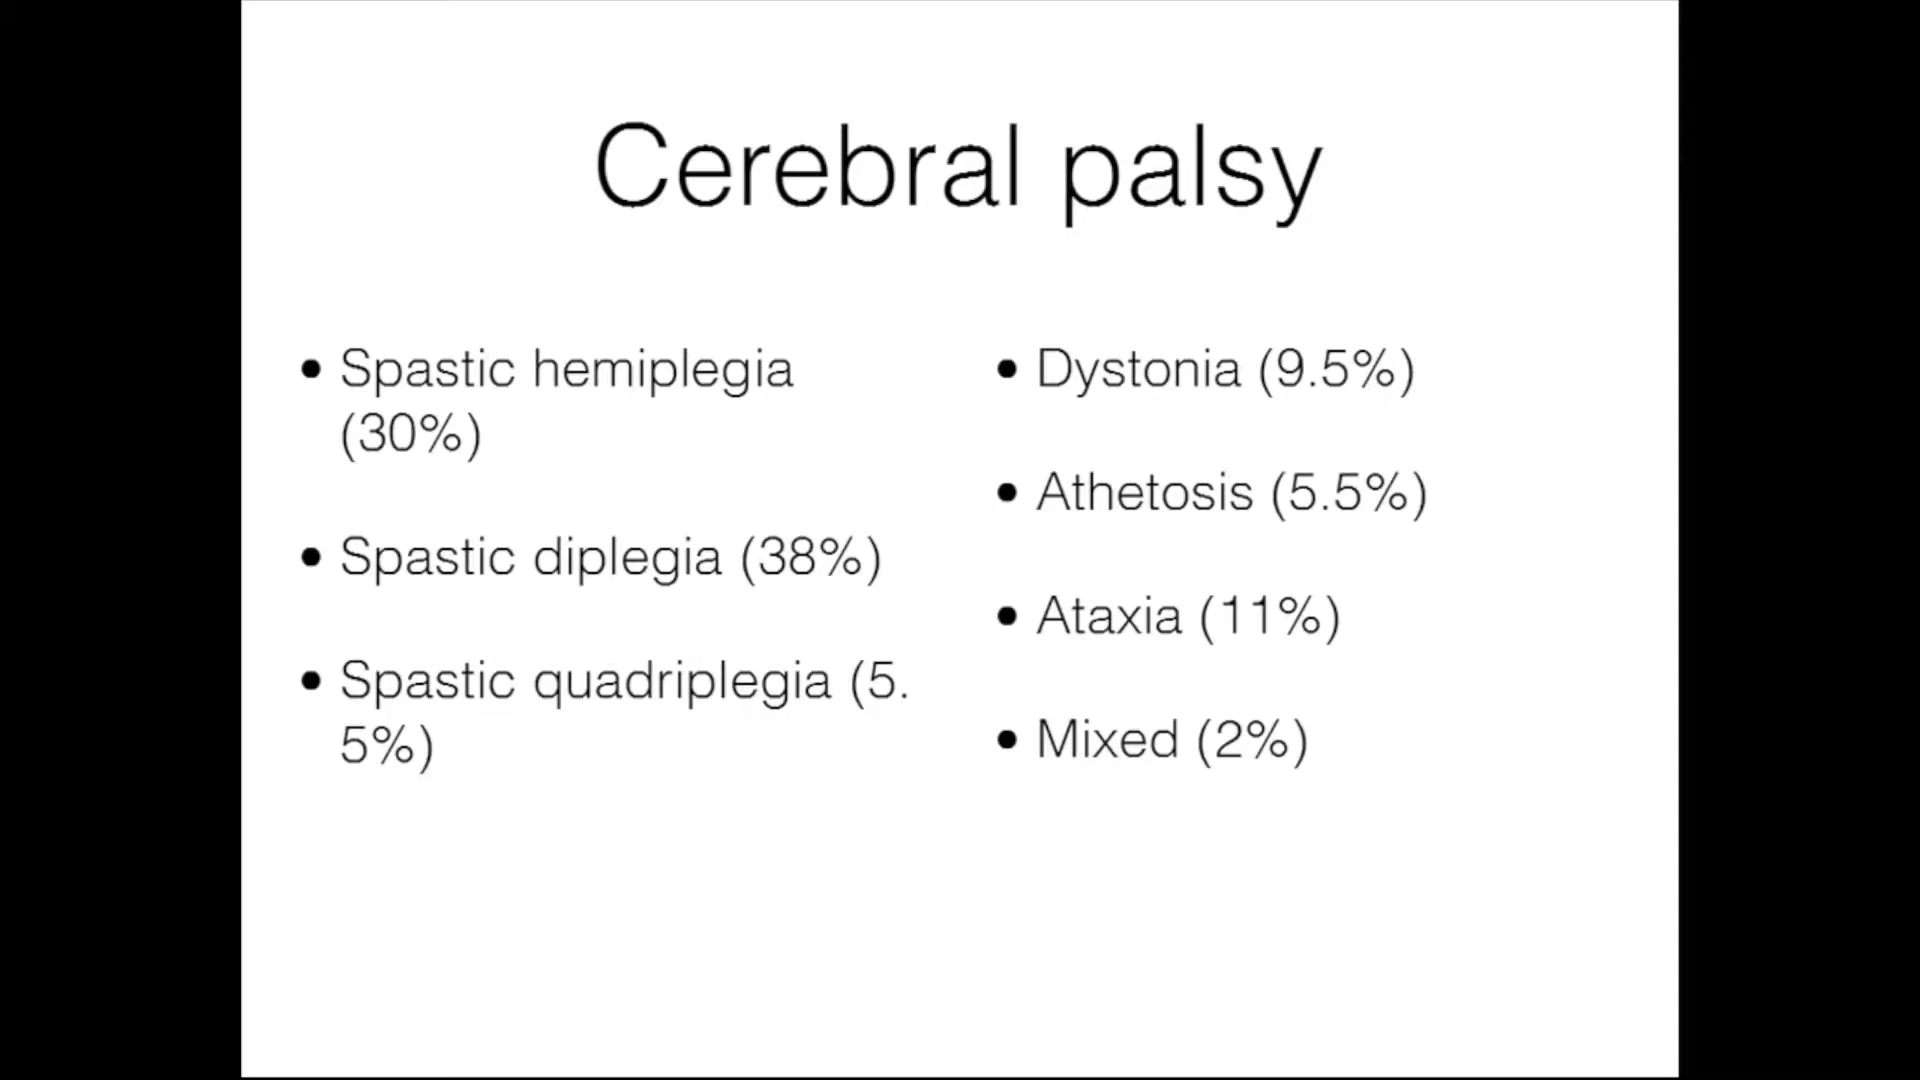 Cerebral palsy
• Spastic hemiplegia
(30%)
• Spastic diplegia (38%)
• Spastic quadriplegia (5.
5%)
• Dystonia (9.5%)
• Athetosis (5.5%)
• Ataxia (11%)
• Mixed (2%)